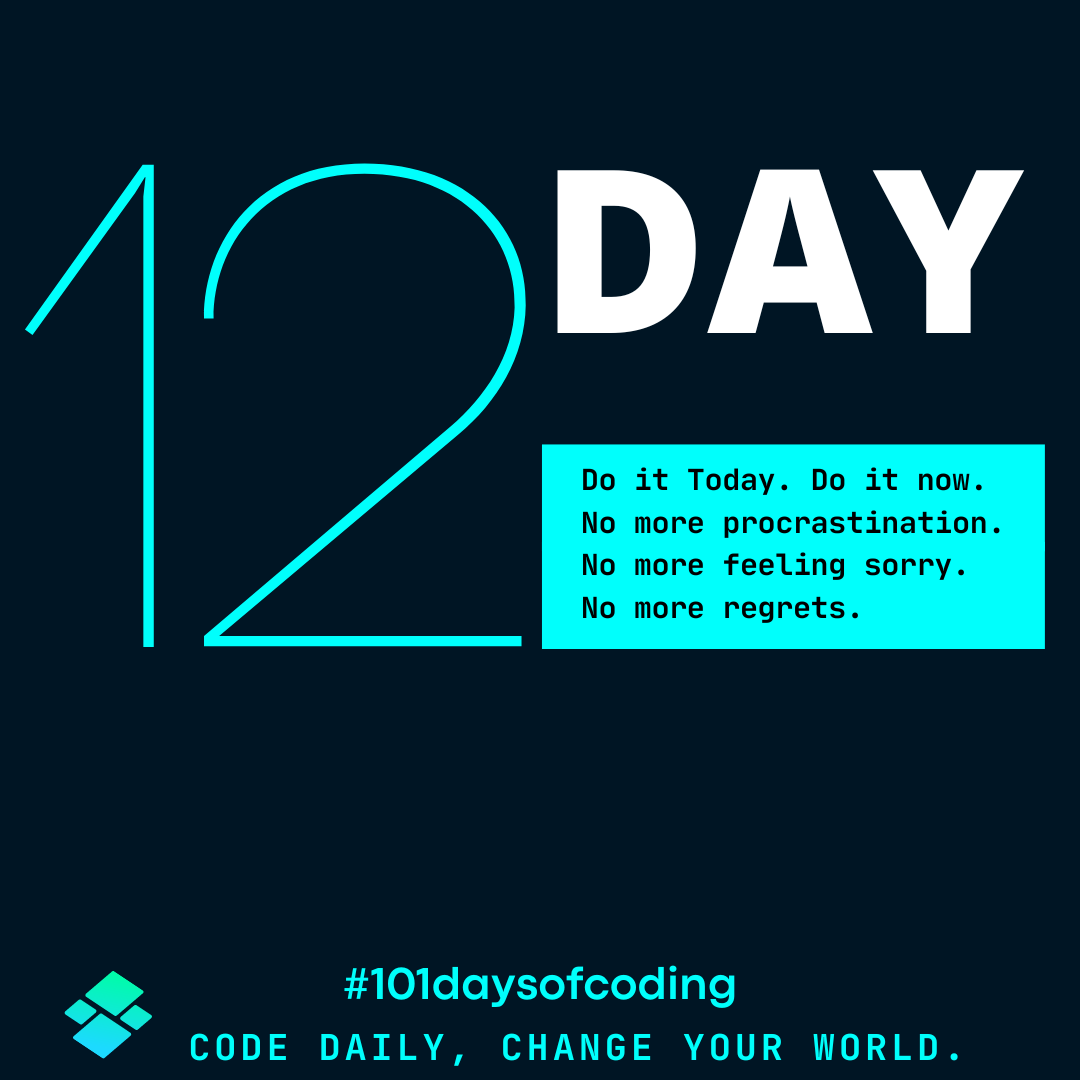 12 DAY
Do it Today. Do it now.
No more procrastination.
No more feeling sorry.
No more regrets.
#101daysofcoding
CODE DAILY, CHANGE YOUR WORLD.